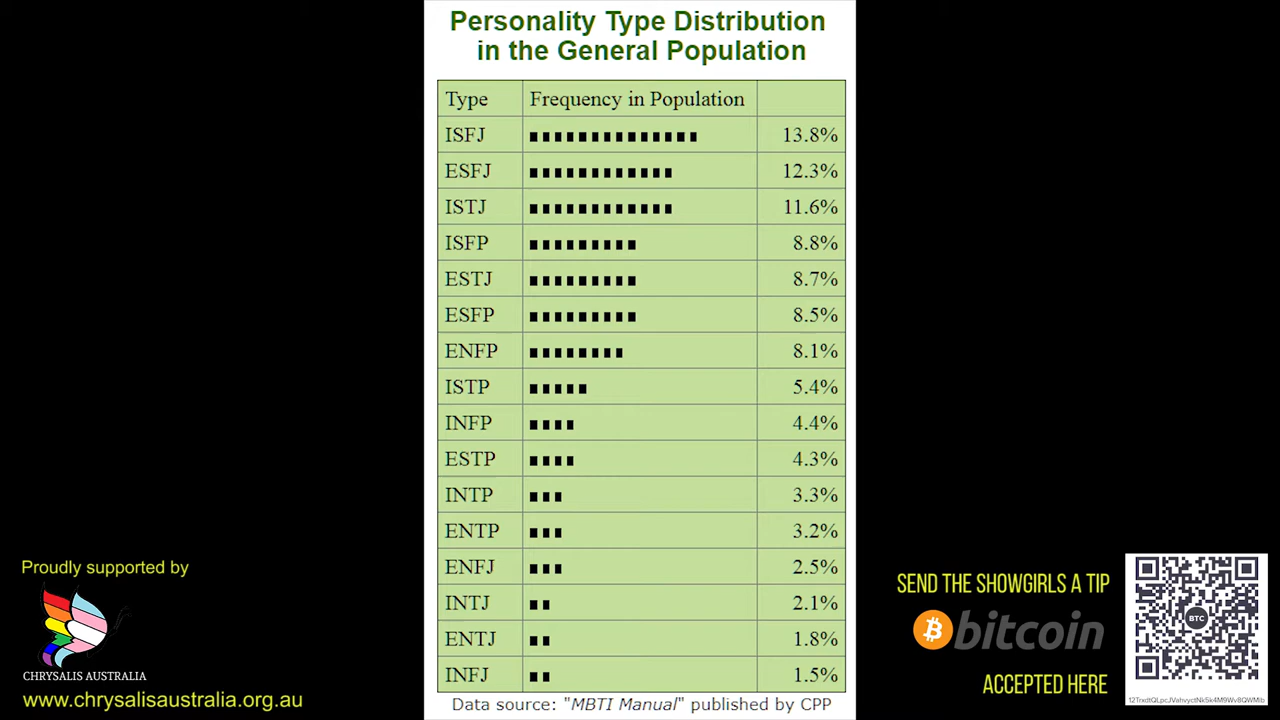 Personality Type Distribution
in the General Population
Type Frequency in Population
ISFJ 13.8%
ESFJ 12.3%
ISTJ 11.6%
ISFP 8.8%
ESTJ 8.7%
ESFP 8.5%
ENFP 8.1%
ISTP 5.4%
INFP 4.4%
ESTP 4.3%
INTP 3.3%
ENTP 3.2%
ENFJ 2.5%
INTJ 2.1%
ENTJ 1.8%
INFJ 1.5%
Data source: "MBTI Manual" published by CPP
Proudly supported by
CHRYSALIS AUSTRALIA
www.chrysalisaustralia.org.au
SEND THE SHOWGIRLS A TIP
bitcoin
ACCEPTED HERE
BTC